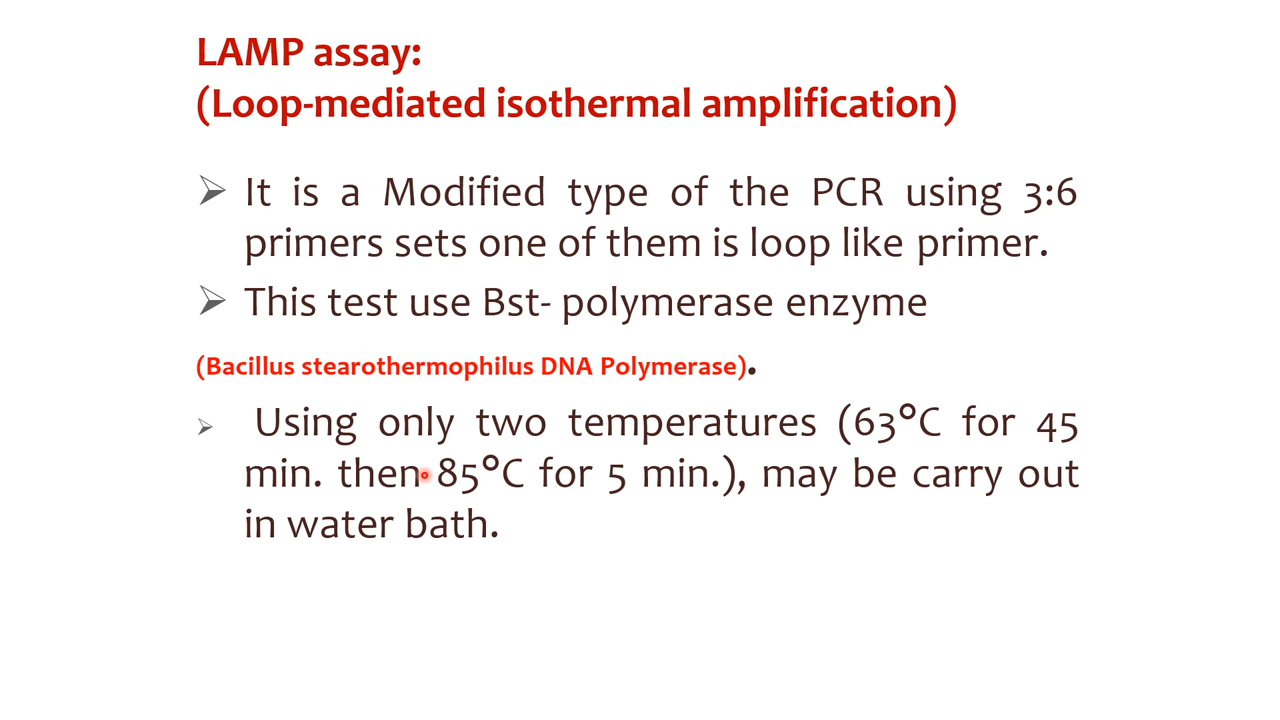 LAMP assay:
(Loop-mediated isothermal amplification)
It is a Modified type of the PCR using 3:6
primers sets one of them is loop like primer.
This test use Bst- polymerase enzyme
(Bacillus stearothermophilus DNA Polymerase).
Using only two temperatures (63°C for 45
min. then 85°C for 5 min.), may be carry out
in water bath.